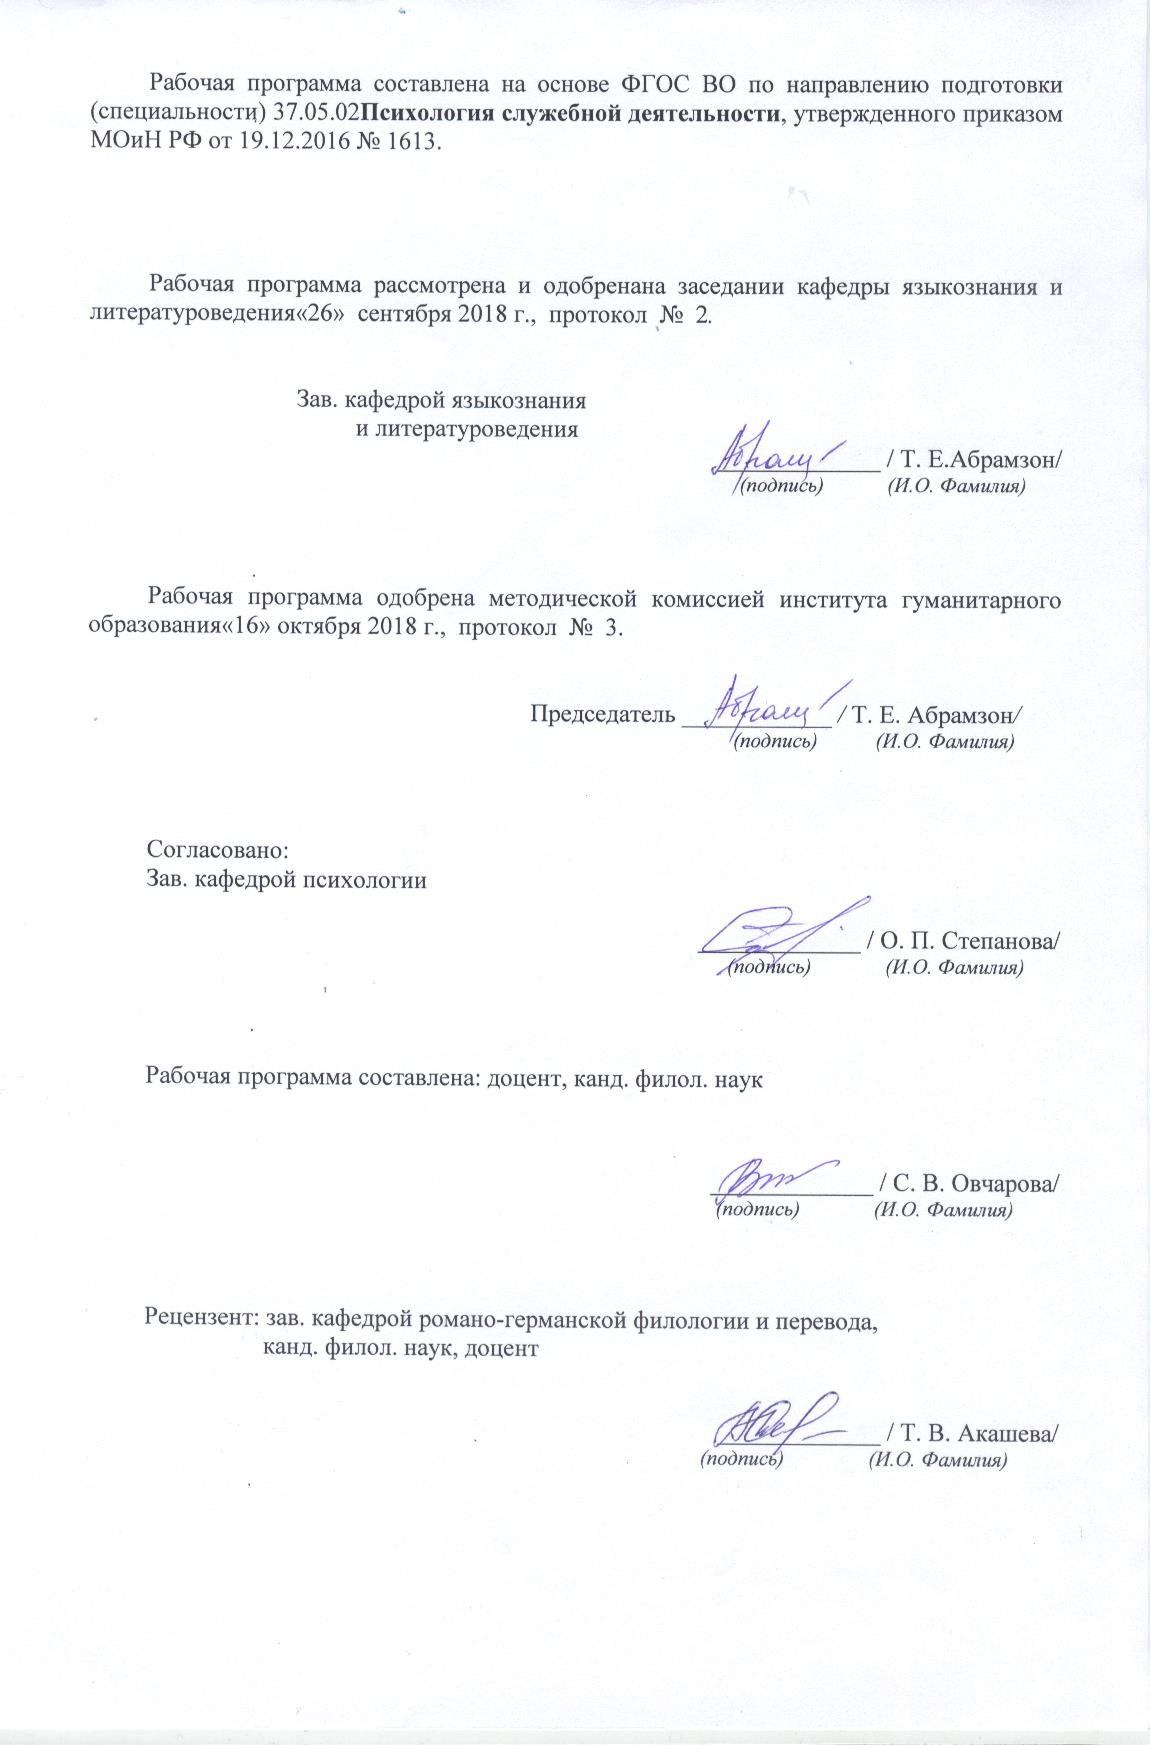 Рабочая программа составлена на основе ФГОС ВО по направлению подготовки
(специальности) 37.05.02Психология служебной деятельности, утвержденного приказом
МОиН РФ от 19.12.2016 № 1613.
Рабочая программа рассмотрена и одобренана заседании кафедры языкознания и
литературоведения«26» сентября 2018 г., протокол № 2.
Зав. кафедрой языкознания
и литературоведения
/ Т. Е.Абрамзон/
(подпись) (И.О. Фамилия)
Рабочая программа одобрена методической комиссией института гуманитарного
образования«16» октября 2018 г., протокол № 3.
Председатель / Т. Е. Абрамзон/
(подпись) (И.О. Фамилия)
Согласовано:
Зав. кафедрой психологии
/ О. П. Степанова/
(подпись) (И.О. Фамилия)
Рабочая программа составлена: доцент, канд. филол. наук
/ С. В. Овчарова/
(подпись) (И.О. Фамилия)
Рецензент: зав. кафедрой романо-германской филологии и перевода,
канд. филол. наук, доцент
/ Т. В. Акашева/
(подпись) (И.О. Фамилия)